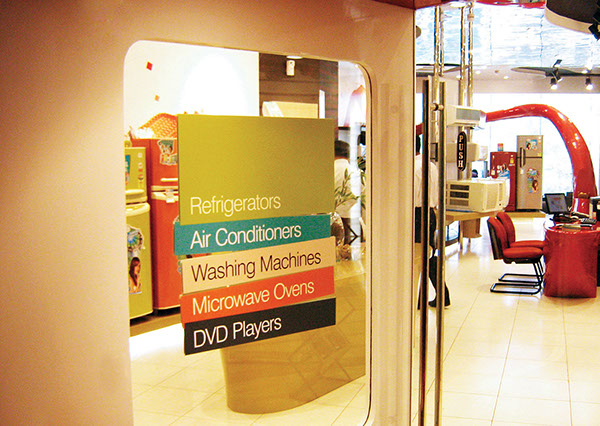 Refrigerators
Air Conditioners
Washing Machines
Microwave Ovens
DVD Players
PUSH